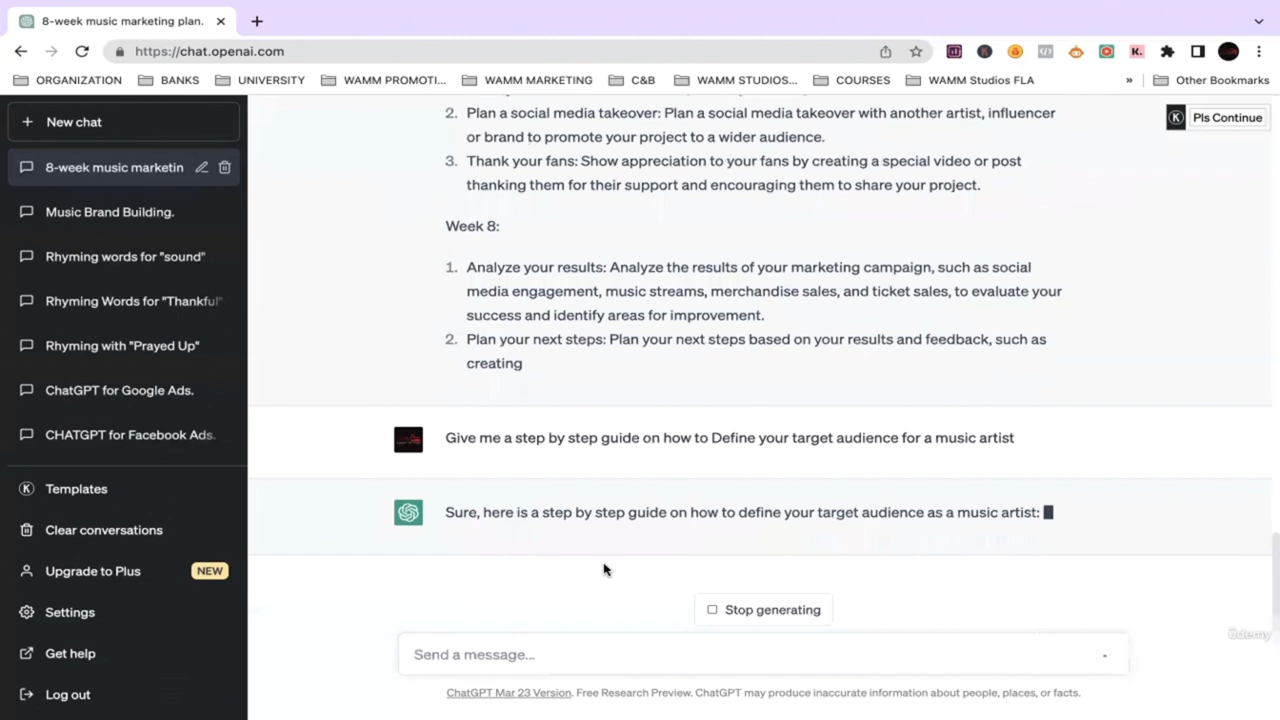 8-week music marketing plan.
https://chat.openai.com
ORGANIZATION BANKS UNIVERSITY WAMM PROMOTI... WAMM MARKETING C&B WAMM STUDIOS... COURSES WAMM Studios FLA » Other Bookmarks
New chat
8-week music marketin
Music Brand Building.
Rhyming words for "sound"
Rhyming Words for "Thankful"
Rhyming with "Prayed Up"
ChatGPT for Google Ads.
CHATGPT for Facebook Ads.
Templates
Clear conversations
Upgrade to Plus NEW
Settings
Get help
Log out
Pls Continue
2. Plan a social media takeover: Plan a social media takeover with another artist, influencer
or brand to promote your project to a wider audience.
3. Thank your fans: Show appreciation to your fans by creating a special video or post
thanking them for their support and encouraging them to share your project.
Week 8:
1. Analyze your results: Analyze the results of your marketing campaign, such as social
media engagement, music streams, merchandise sales, and ticket sales, to evaluate your
success and identify areas for improvement.
2. Plan your next steps: Plan your next steps based on your results and feedback, such as
creating
Give me a step by step guide on how to Define your target audience for a music artist
Sure, here is a step by step guide on how to define your target audience as a music artist:
Stop generating
Send a message...
ChatGPT Mar 23 Version. Free Research Preview. ChatGPT may produce inaccurate information about people, places, or facts.
ûdemy